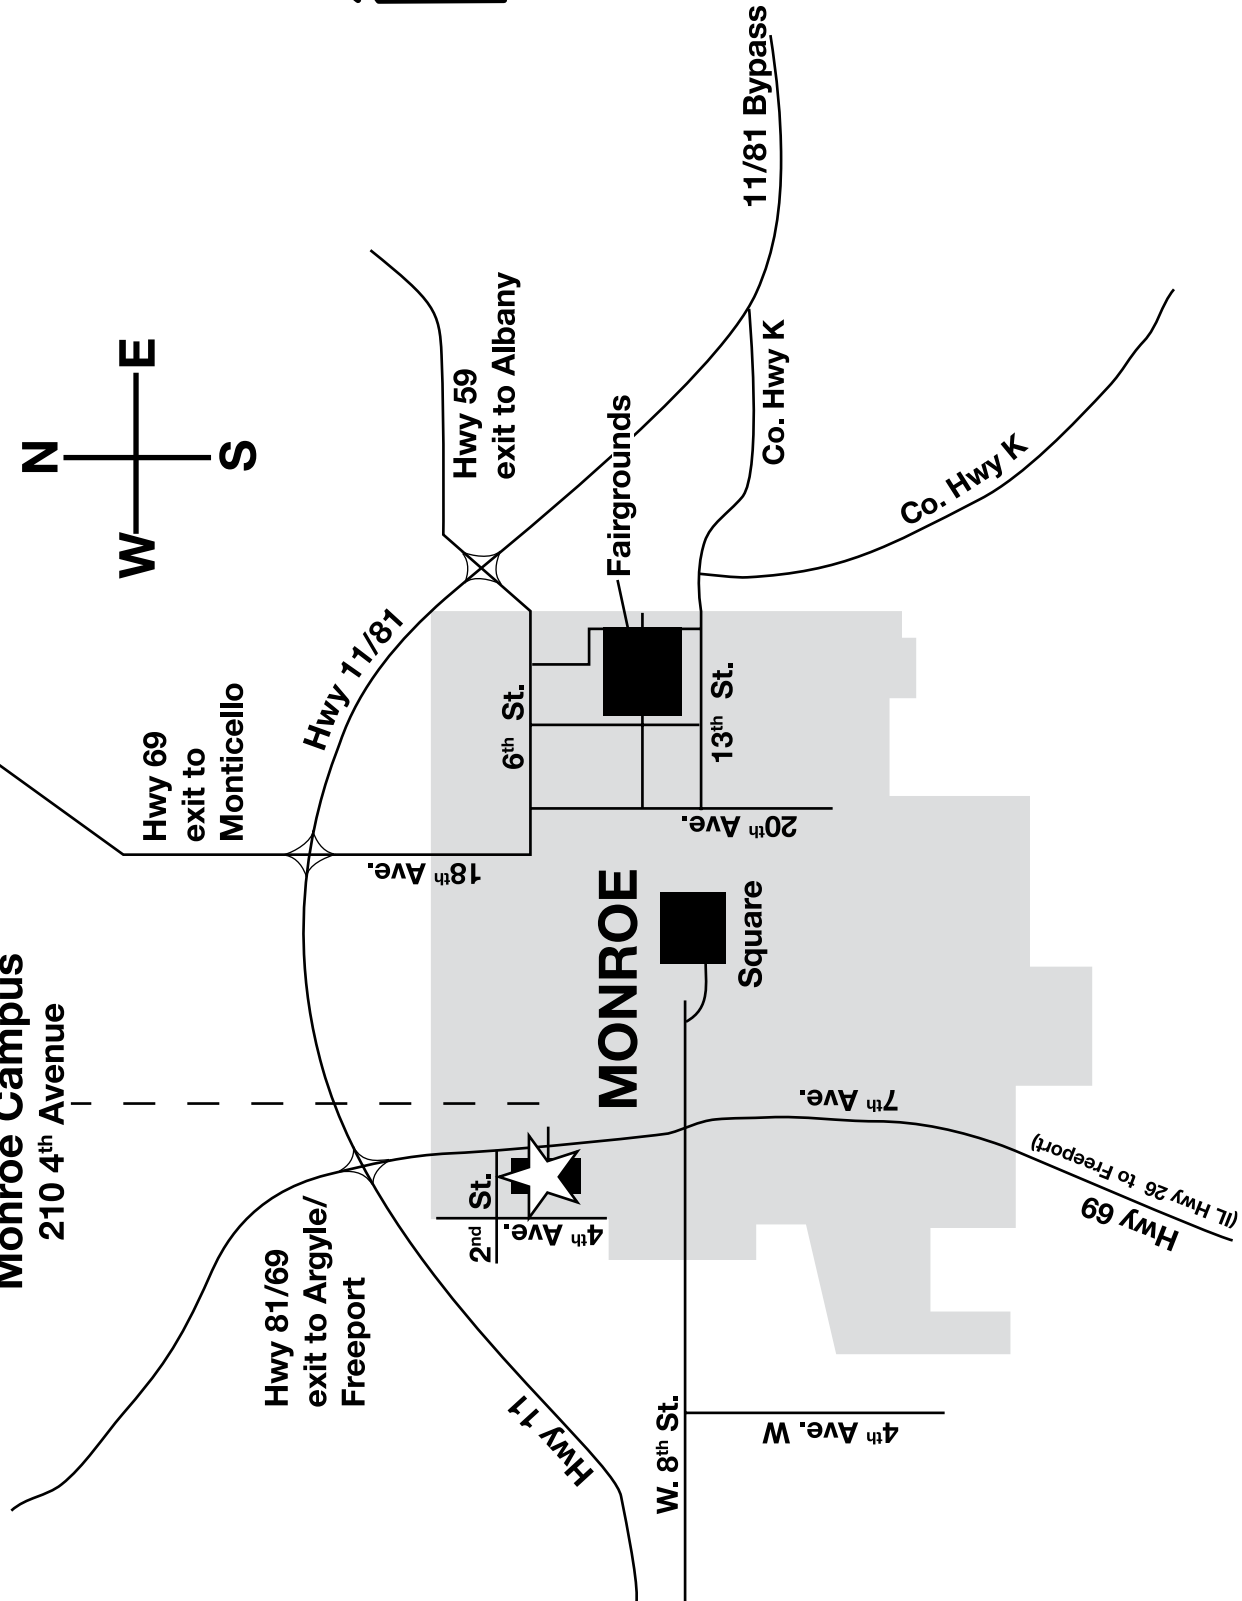 Monroe Campus
210 4th Avenue
N
W
E
S
Hwy 69
exit to
Monticello
Hwy 11/81
Hwy 59
exit to Albany
11/81 Bypass
Hwy 81/69
exit to Argyle/
Freeport
18th Ave.
6th St.
Fairgrounds
Co. Hwy K
Co. Hwy K
13th St.
20th Ave.
2nd St.
4th Ave.
MONROE
Square
Hwy 11
W. 8th St.
7th Ave.
4th Ave. W
Hwy 69
(IL Hwy 26 to Freeport)